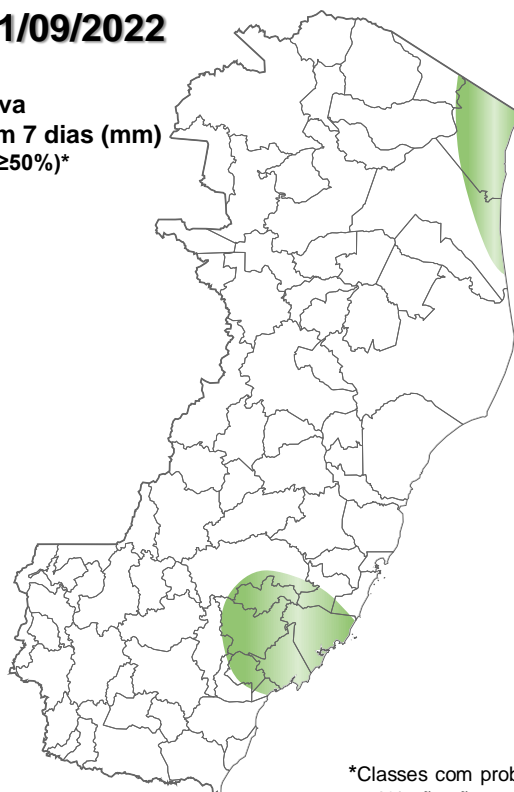 1/09/2022
va
m 7 dias (mm)
≥50%)*
*Classes com prob